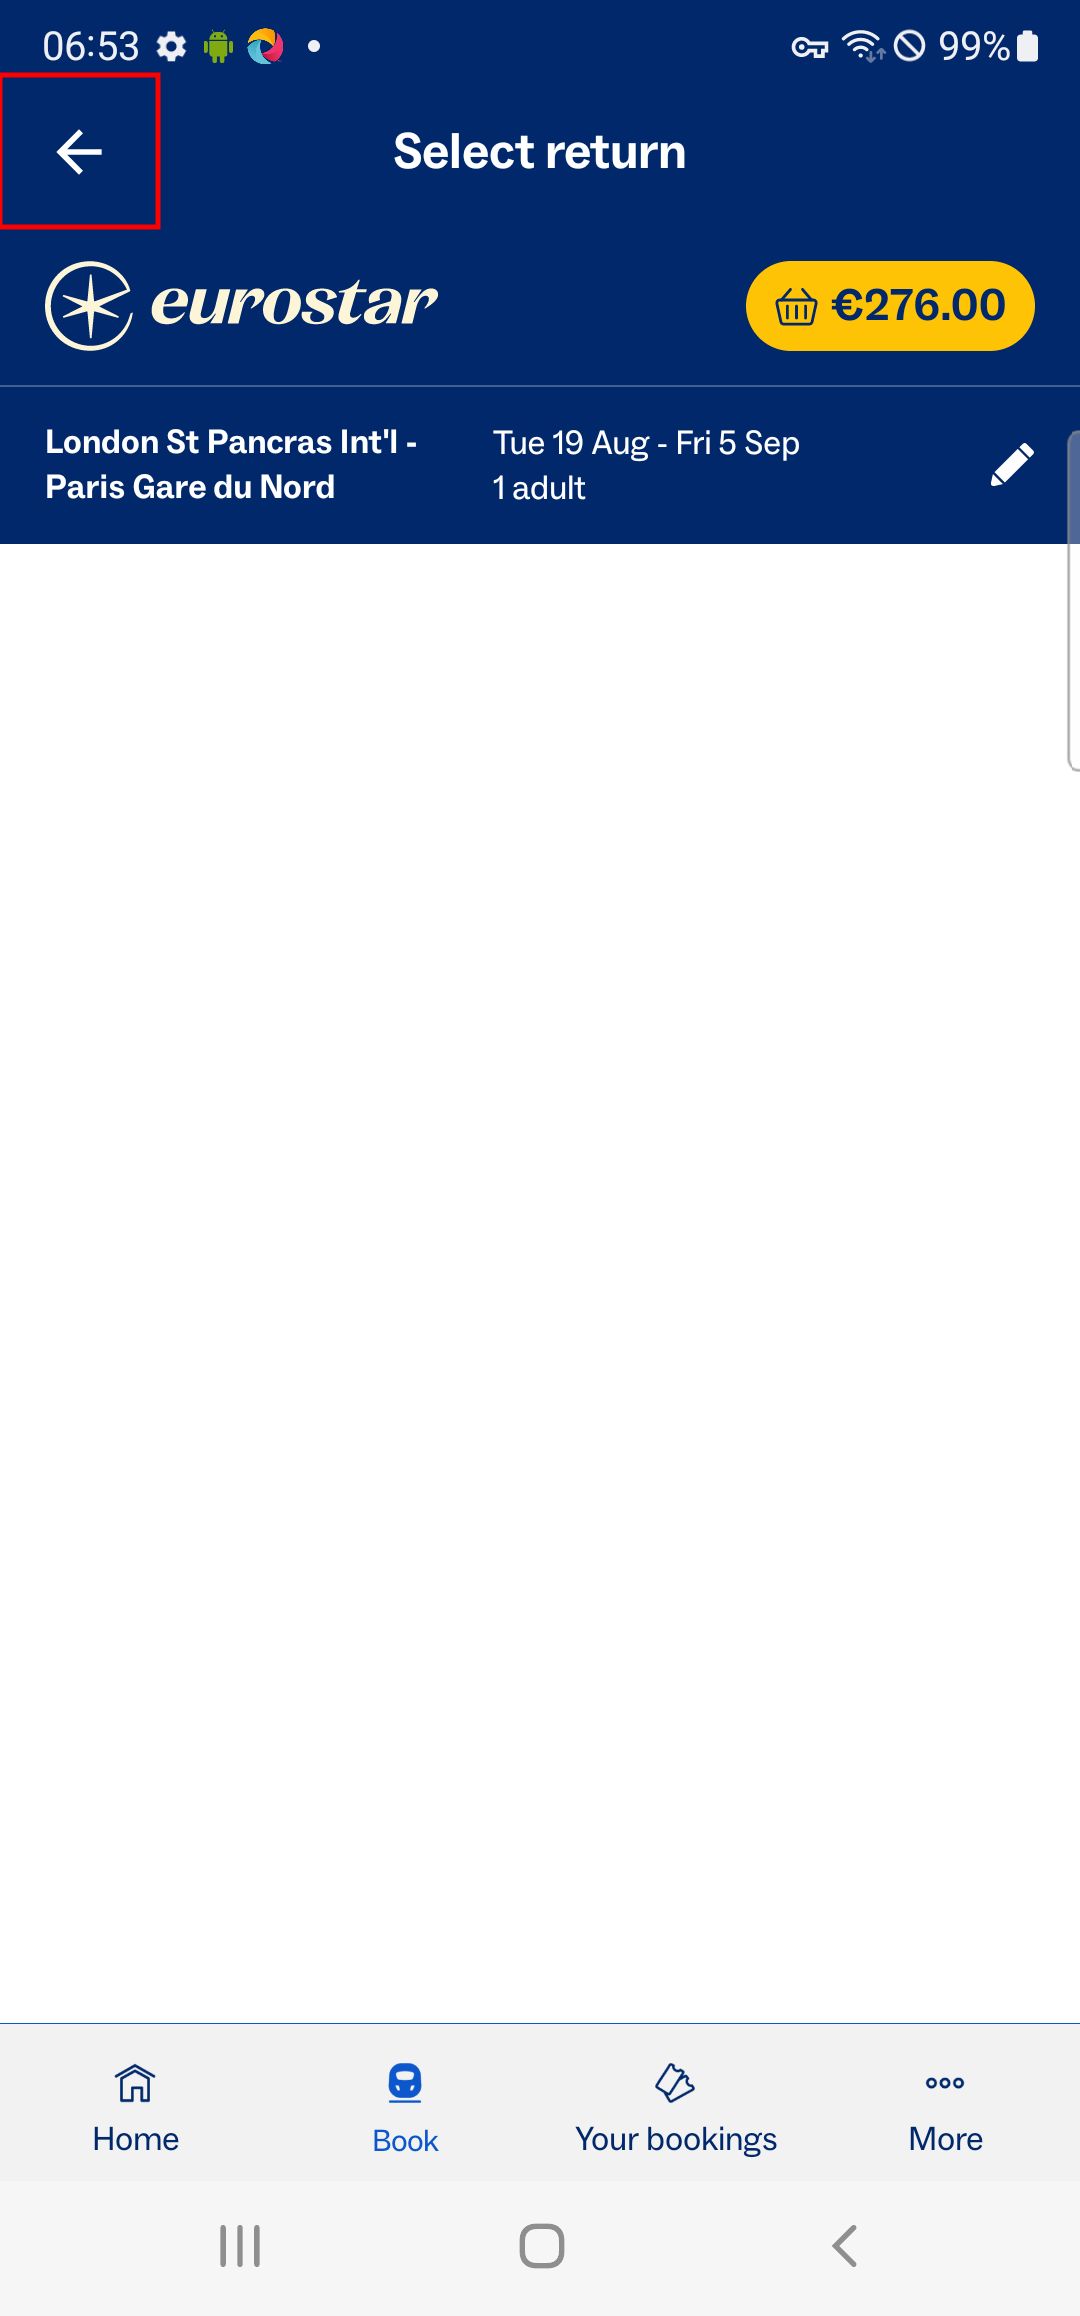 06:53
99%
Select return
eurostar
€276.00
London St Pancras Int'l -
Paris Gare du Nord
Tue 19 Aug - Fri 5 Sep
1 adult
Home
Book
Your bookings
More